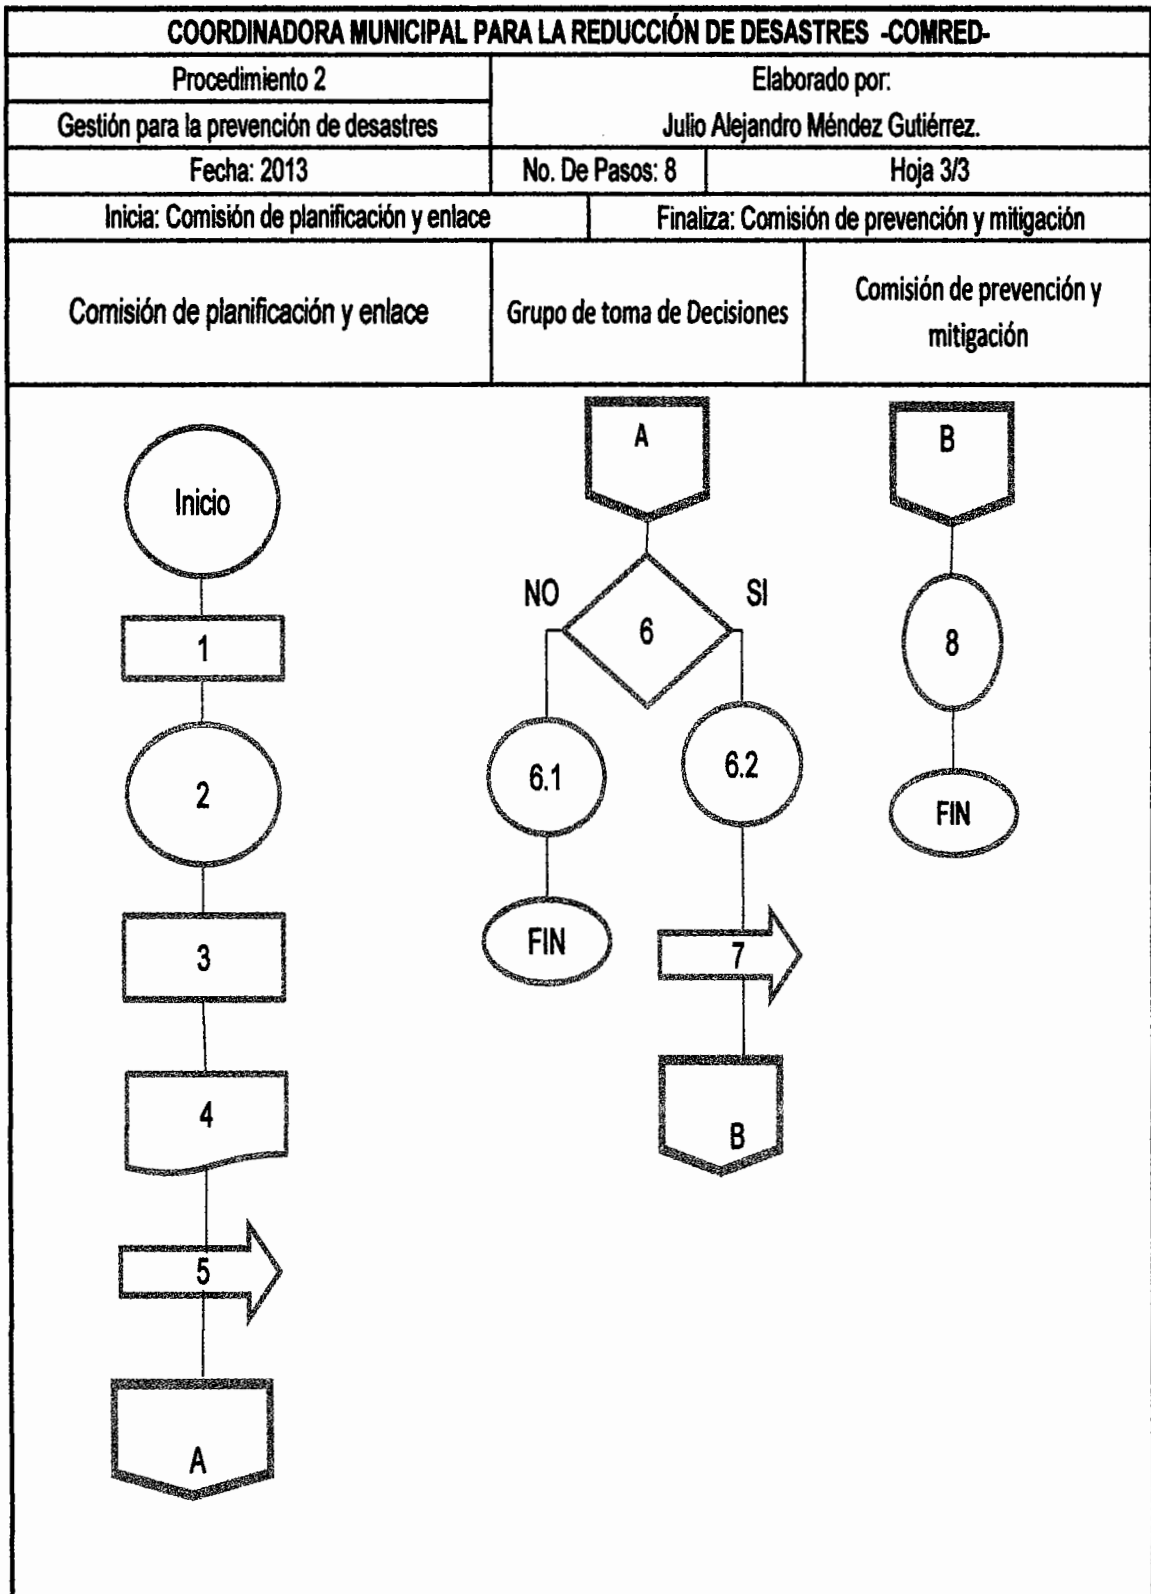 COORDINADORA MUNICIPAL PARA LA REDUCCIÓN DE DESASTRES -COMRED-
Procedimiento 2
Gestión para la prevención de desastres
Elaborado por:
Julio Alejandro Méndez Gutiérrez.
Fecha: 2013
No. De Pasos: 8
Hoja 3/3
Inicia: Comisión de planificación y enlace
Finaliza: Comisión de prevención y mitigación
Comisión de planificación y enlace
Grupo de toma de Decisiones
Comisión de prevención y
mitigación
Inicio
1
2
3
4
5
A
A
NO
SI
6
6.1
6.2
FIN
7
B
B
8
FIN